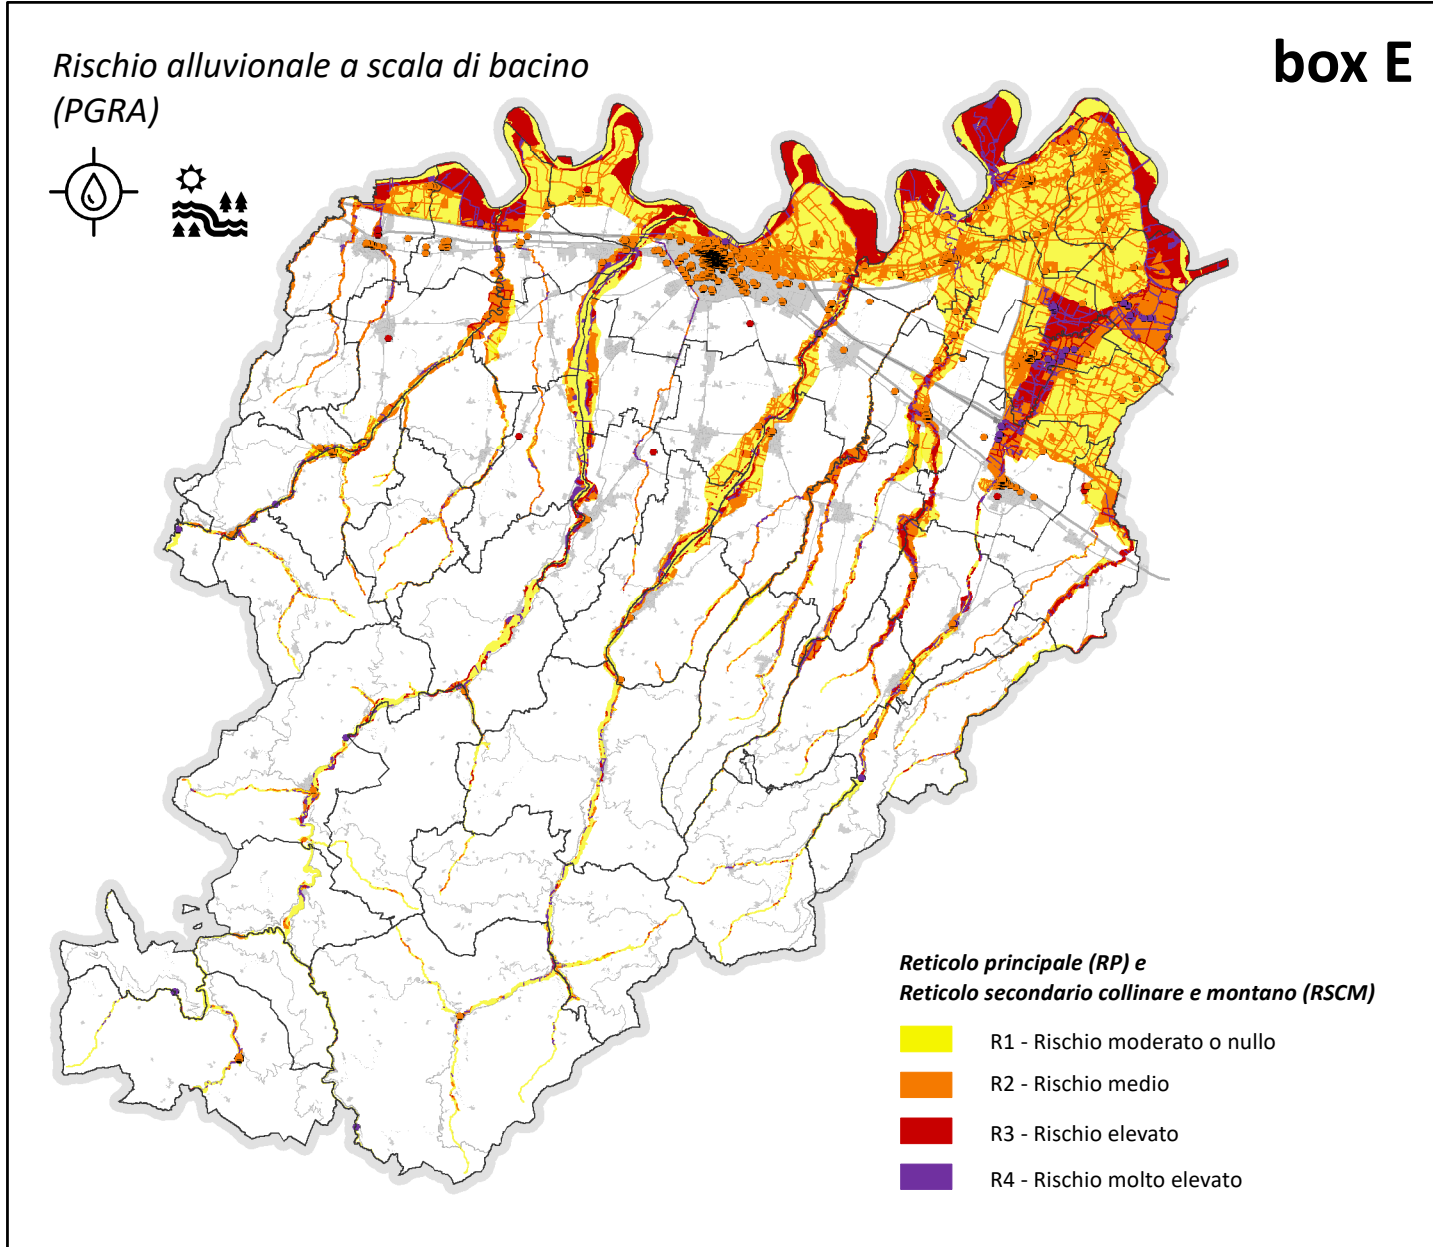 Rischio alluvionale a scala di bacino
(PGRA)
box E
Reticolo principale (RP) e
Reticolo secondario collinare e montano (RSCM)
R1 - Rischio moderato o nullo
R2 - Rischio medio
R3 - Rischio elevato
R4 - Rischio molto elevato